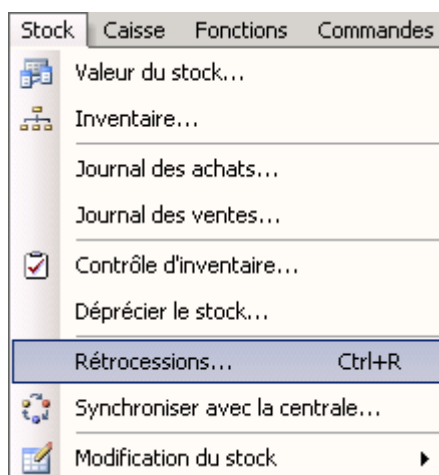 Stock Caisse Fonctions Commandes
Valeur du stock...
Inventaire...
Journal des achats...
Journal des ventes...
Contrôle d'inventaire...
Déprécier le stock...
Rétrocessions... Ctrl+R
Synchroniser avec la centrale...
Modification du stock